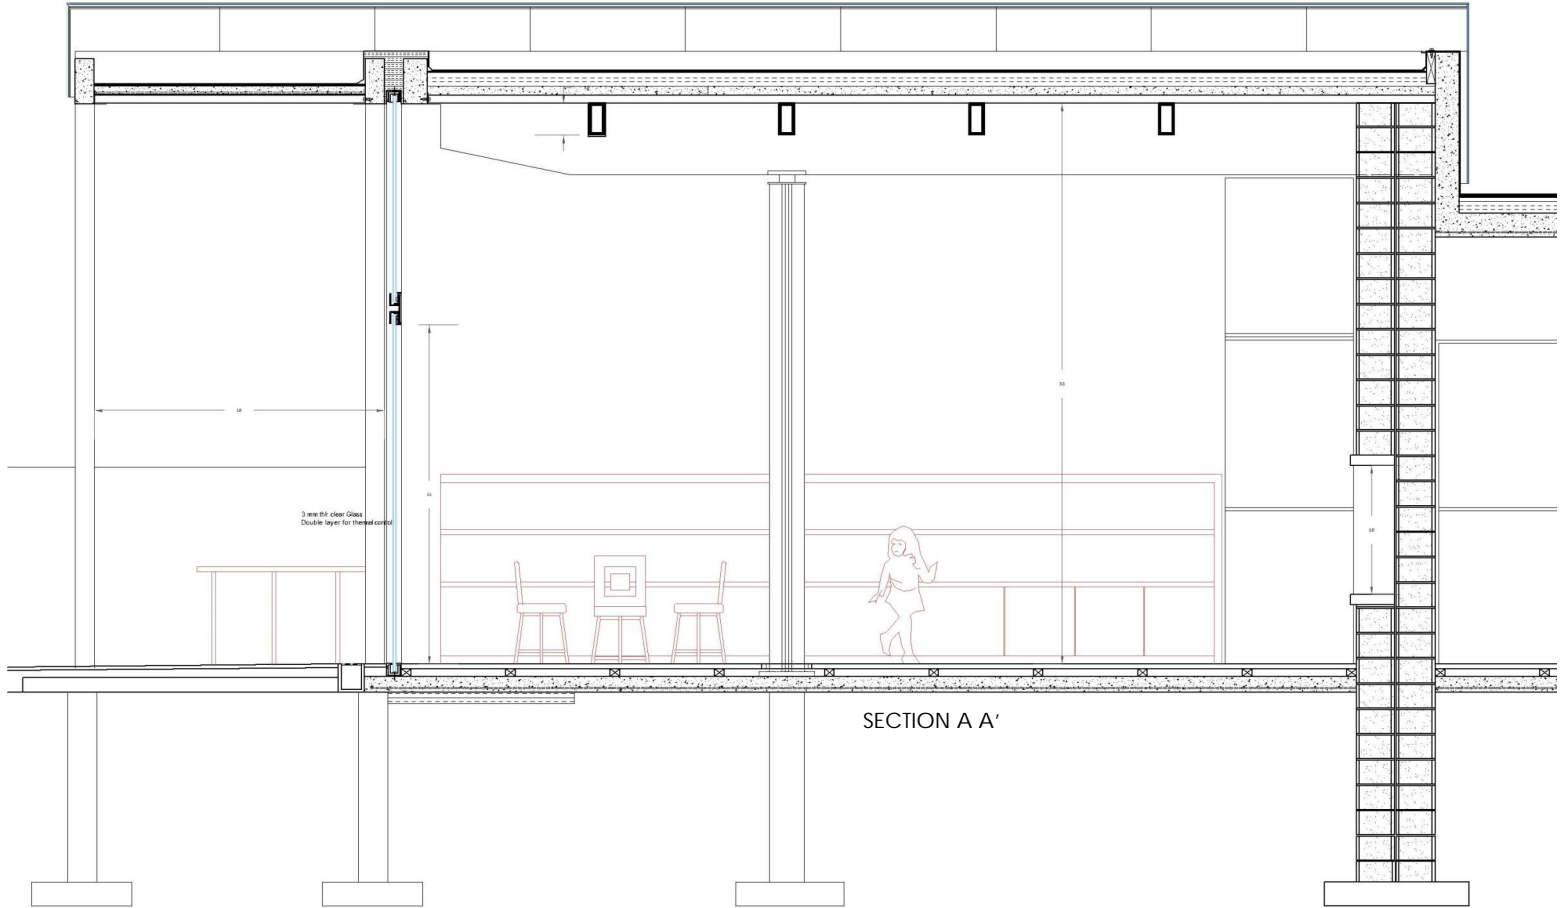 3 mm thk clear Glass
Double layer for thermal control
SECTION A A'